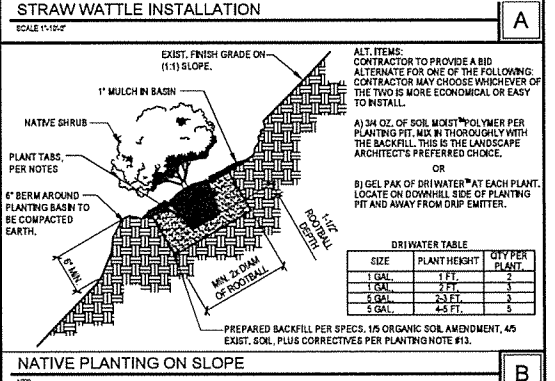 STRAW WATTLE INSTALLATION
SCALE 1"-10'-0"
A
EXIST. FINISH GRADE ON
(1:1) SLOPE.
1" MULCH IN BASIN
NATIVE SHRUB
PLANT TABS,
PER NOTES
6" BERM AROUND
PLANTING BASIN TO
BE COMPACTED
EARTH.
6" MIN.
MIN. 2x DIAM
OF ROOTBALL
1-1/2"
ROOTBALL
DEPTH
PREPARED BACKFILL PER SPECS. 1/5 ORGANIC SOIL AMENDMENT, 4/5
EXIST. SOIL, PLUS CORRECTIVES PER PLANTING NOTE #13.
ALT. ITEMS:
CONTRACTOR TO PROVIDE A BID
ALTERNATE FOR ONE OF THE FOLLOWING;
CONTRACTOR MAY CHOOSE WHICHEVER OF
THE TWO IS MORE ECONOMICAL OR EASY
TO INSTALL.
A) 3/4 OZ. OF SOIL MOIST™ POLYMER PER
PLANTING PIT, MIX IN THOROUGHLY WITH
THE BACKFILL. THIS IS THE LANDSCAPE
ARCHITECT'S PREFERRED CHOICE.
OR
B) GEL PAK OF DRIWATER™ AT EACH PLANT.
LOCATE ON DOWNHILL SIDE OF PLANTING
PIT AND AWAY FROM DRIP EMITTER.
DRIWATER TABLE
SIZE PLANT HEIGHT QTY PER
PLANT.
1 GAL. 1 FT. 2
1 GAL. 2 FT. 3
5 GAL. 2-3 FT. 3
5 GAL. 4-5 FT. 5
NATIVE PLANTING ON SLOPE
B